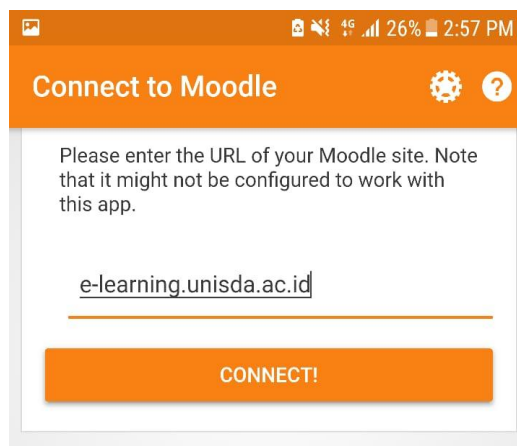 4G 26% 2:57 PM
Connect to Moodle
Please enter the URL of your Moodle site. Note
that it might not be configured to work with
this app.
e-learning.unisda.ac.id
CONNECT!